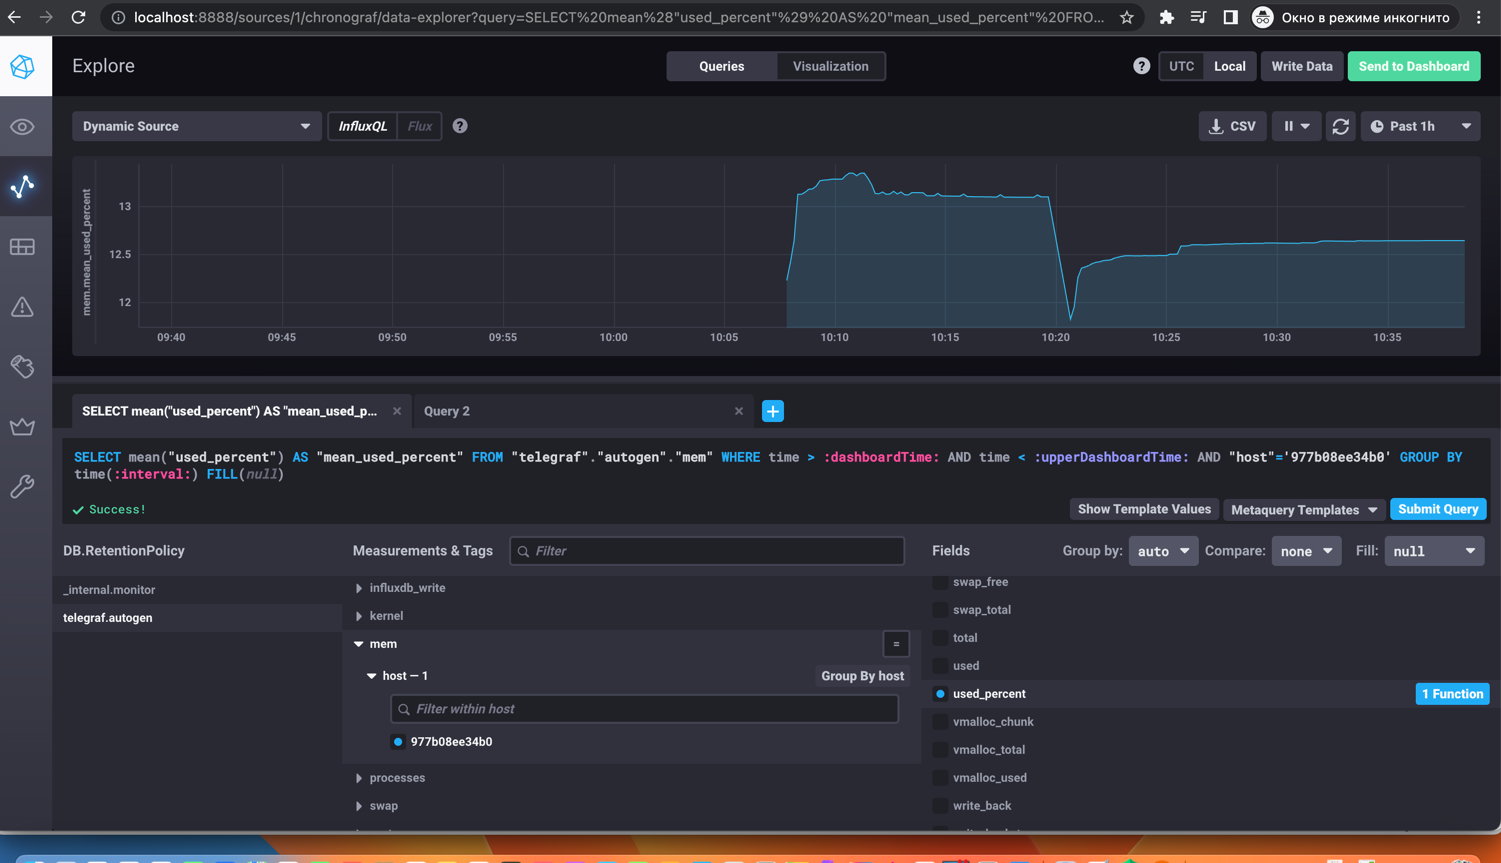 localhost:8888/sources/1/chronograf/data-explorer?query=SELECT%20mean%28"used_percent"%29%20AS%20"mean_used_percent"%20FRO...
Окно в режиме инкогнито
Explore
Queries
Visualization
?
UTC
Local
Write Data
Send to Dashboard
Dynamic Source
InfluxQL
Flux
?
CSV
Past 1h
mem.mean_used_percent
13
12.5
12
09:40
09:45
09:50
09:55
10:00
10:05
10:10
10:15
10:20
10:25
10:30
10:35
SELECT mean("used_percent") AS "mean_used_p...
Query 2
SELECT mean("used_percent") AS "mean_used_percent" FROM "telegraf"."autogen"."mem" WHERE time > :dashboardTime: AND time < :upperDashboardTime: AND "host"='977b08ee34b0' GROUP BY
time(:interval:) FILL(null)
Success!
Show Template Values
Metaquery Templates
Submit Query
DB.RetentionPolicy
Measurements & Tags
Filter
Fields
Group by:
auto
Compare:
none
Fill:
null
_internal.monitor
telegraf.autogen
influxdb_write
kernel
mem
=
host — 1
Group By host
Filter within host
977b08ee34b0
processes
swap
swap_free
swap_total
total
used
used_percent
1 Function
vmalloc_chunk
vmalloc_total
vmalloc_used
write_back